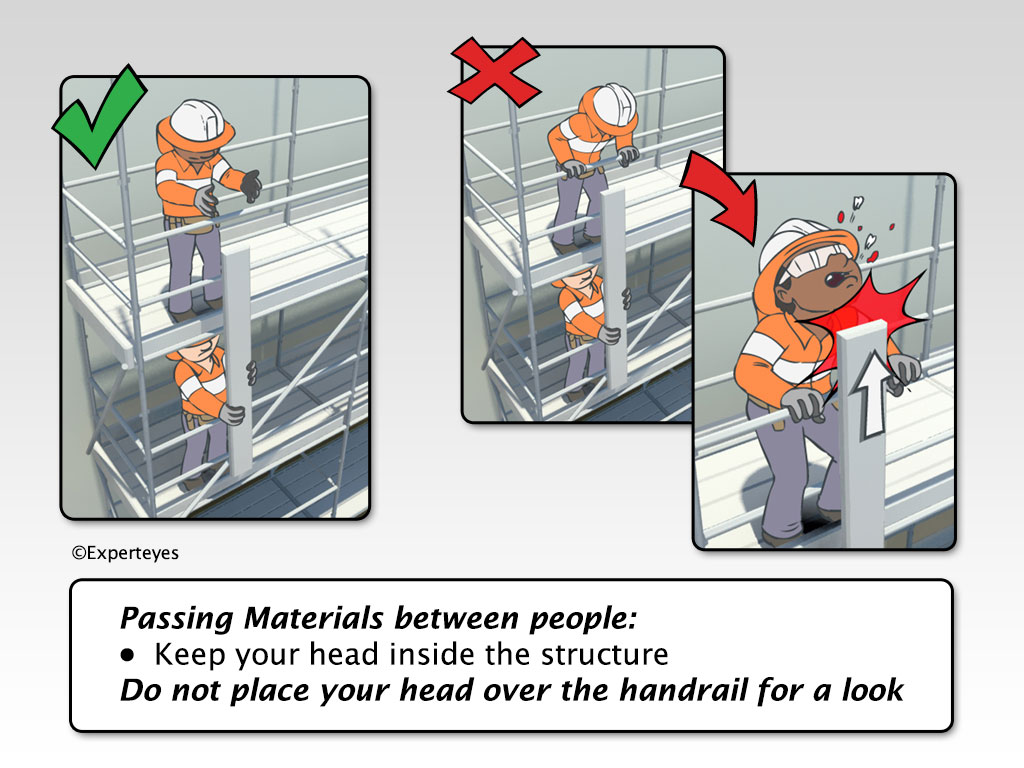 ©Experteyes
Passing Materials between people:
• Keep your head inside the structure
Do not place your head over the handrail for a look